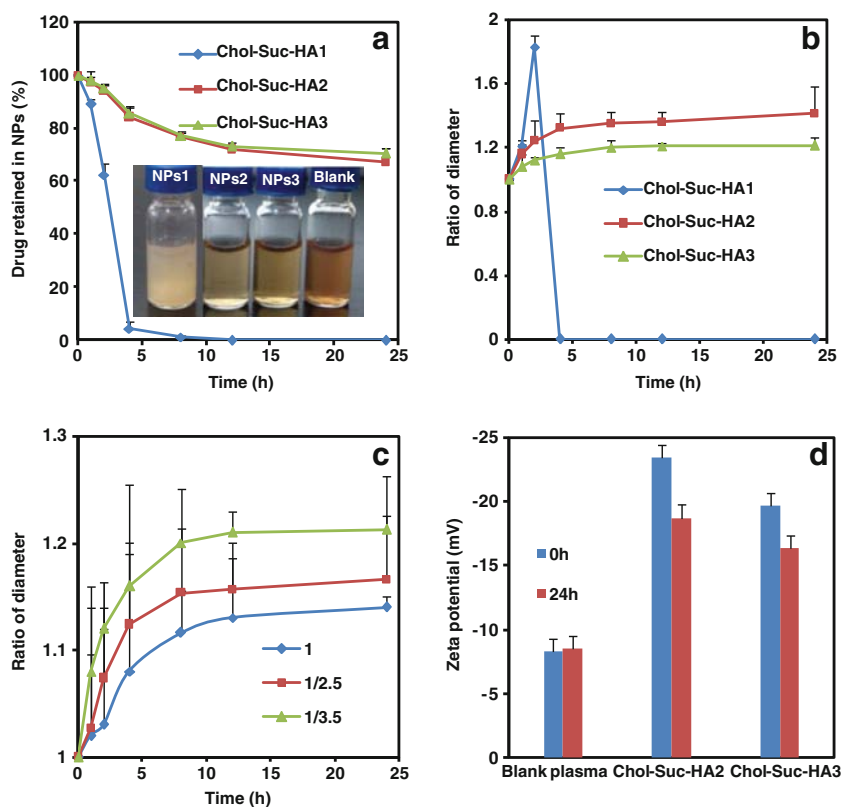 a
Drug retained in NPs (%)
120
100
80
60
40
20
0
Chol-Suc-HA1
Chol-Suc-HA2
Chol-Suc-HA3
NPs1 NPs2 NPs3 Blank
0 5 10 15 20 25
Time (h)
b
Ratio of diameter
2
1.6
1.2
0.8
0.4
0
Chol-Suc-HA1
Chol-Suc-HA2
Chol-Suc-HA3
0 5 10 15 20 25
Time (h)
c
Ratio of diameter
1.3
1.2
1.1
1
1
1/2.5
1/3.5
0 5 10 15 20 25
Time (h)
d
Zeta potential (mV)
-25
-20
-15
-10
-5
0
0h
24h
Blank plasma Chol-Suc-HA2 Chol-Suc-HA3